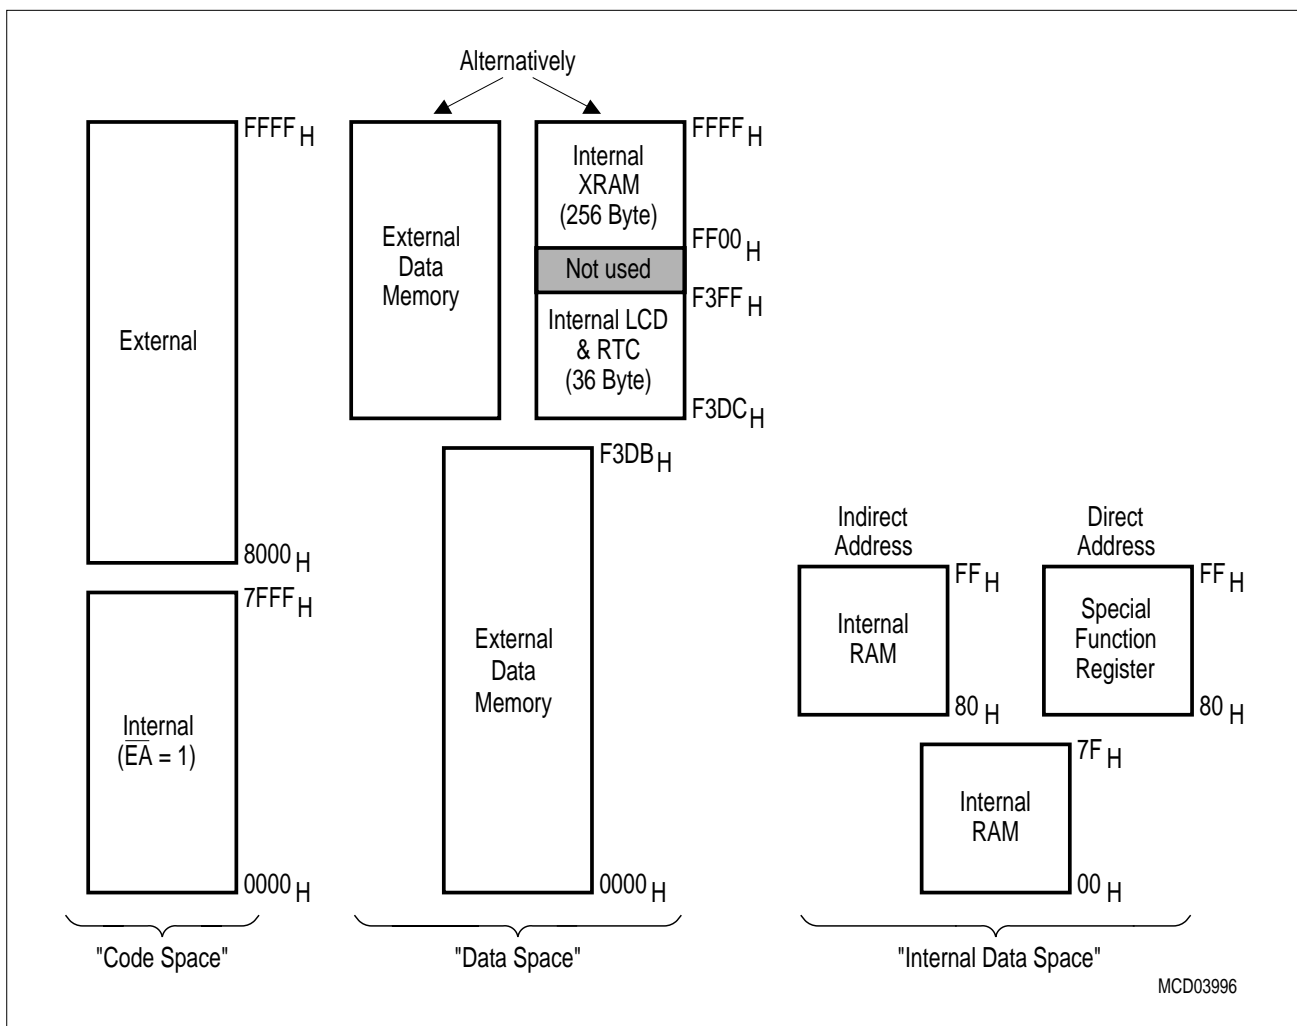 Alternatively
FFFF H
External
8000 H
7FFF H
Internal
(E̅A̅ = 1)
0000 H
"Code Space"
External
Data
Memory
FFFF H
Internal
XRAM
(256 Byte)
FF00 H
Not used
F3FF H
Internal LCD
& RTC
(36 Byte)
F3DC H
F3DB H
External
Data
Memory
0000 H
"Data Space"
Indirect
Address
FF H
Internal
RAM
80 H
Direct
Address
FF H
Special
Function
Register
80 H
7F H
Internal
RAM
00 H
"Internal Data Space"
MCD03996